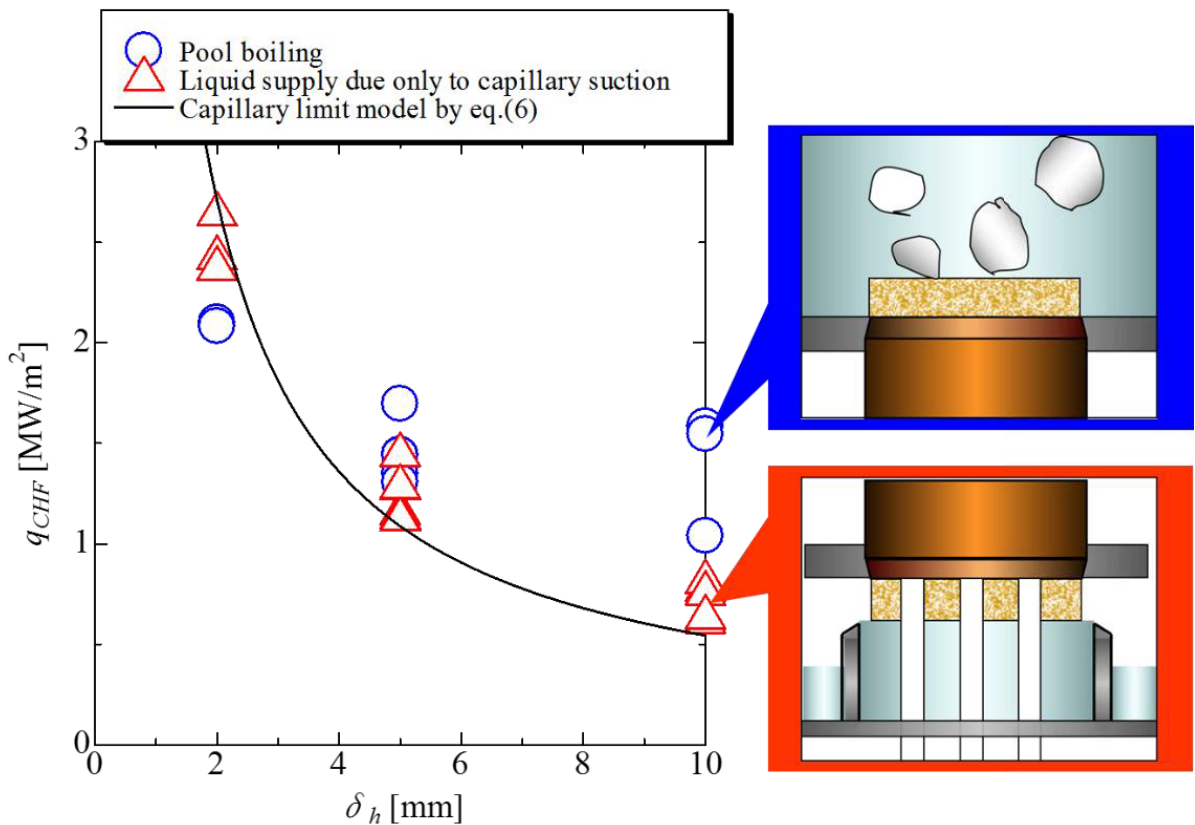 Pool boiling
Liquid supply due only to capillary suction
Capillary limit model by eq.(6)
3
2
1
0
q_CHF [MW/m²]
0 2 4 6 8 10
δ_h [mm]